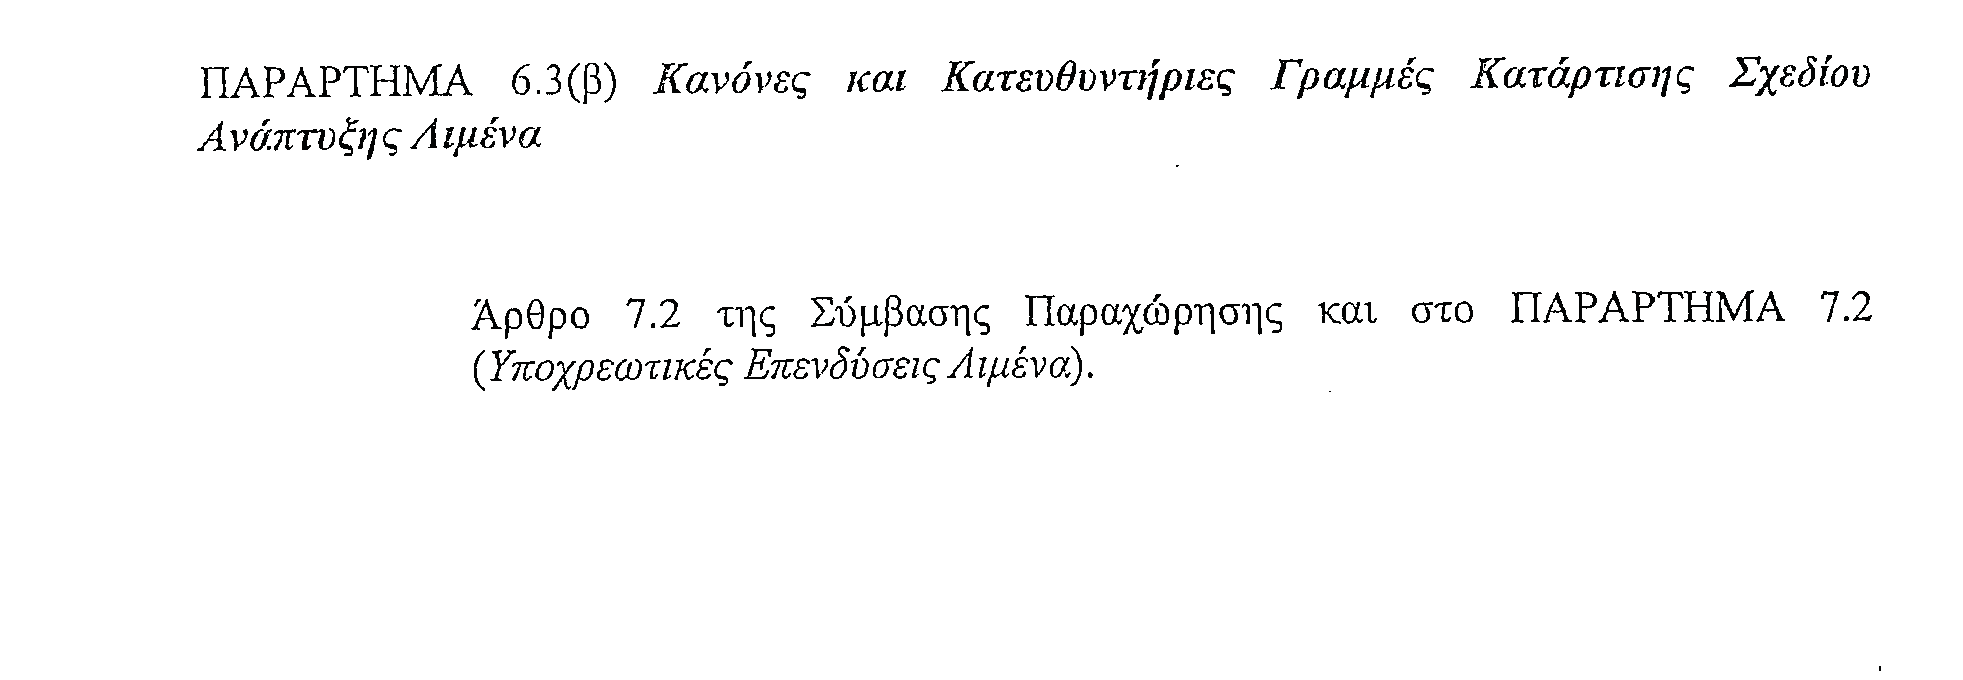 ΠΑΡΑΡΤΗΜΑ 6.3(β) Κανόνες και Κατευθυντήριες Γραμμές Κατάρτισης Σχεδίου
Ανάπτυξης Λιμένα
Άρθρο 7.2 της Σύμβασης Παραχώρησης και στο ΠΑΡΑΡΤΗΜΑ 7.2
(Υποχρεωτικές Επενδύσεις Λιμένα).